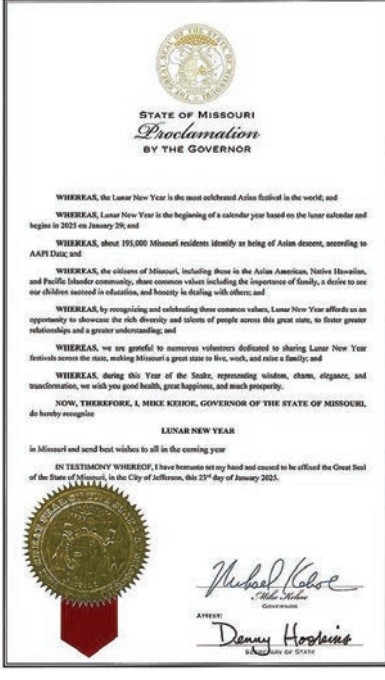 STATE OF MISSOURI
Proclamation
BY THE GOVERNOR
WHEREAS, the Lunar New Year is the most celebrated Asian festival in the world; and
WHEREAS, Lunar New Year is the beginning of a calendar year based on the lunar calendar and
begins in 2025 on January 29; and
WHEREAS, about 195,000 Missouri residents identify as being of Asian descent, according to
AAPI Data; and
WHEREAS, the citizens of Missouri, including those in the Asian American, Native Hawaiian,
and Pacific Islander community, share common values including the importance of family, a desire to see
our children succeed in education, and honesty in dealing with others; and
WHEREAS, by recognizing and celebrating these common values, Lunar New Year affords us an
opportunity to showcase the rich diversity and talents of people across this great state, to foster greater
relationships and a greater understanding; and
WHEREAS, we are grateful to numerous volunteers dedicated to sharing Lunar New Year
festivals across the state, making Missouri a great state to live, work, and raise a family; and
WHEREAS, during this Year of the Snake, representing wisdom, charm, elegance, and
transformation, we wish you good health, great happiness, and much prosperity.
NOW, THEREFORE, I, MIKE KEHOE, GOVERNOR OF THE STATE OF MISSOURI,
do hereby recognize
LUNAR NEW YEAR
in Missouri and send best wishes to all in the coming year
IN TESTIMONY WHEREOF, I have hereunto set my hand and caused to be affixed the Great Seal
of the State of Missouri, in the City of Jefferson, this 23rd day of January 2025.
Michael Kehoe
Mike Kehoe
GOVERNOR
ATTEST:
Denny Hoskins
SECRETARY OF STATE